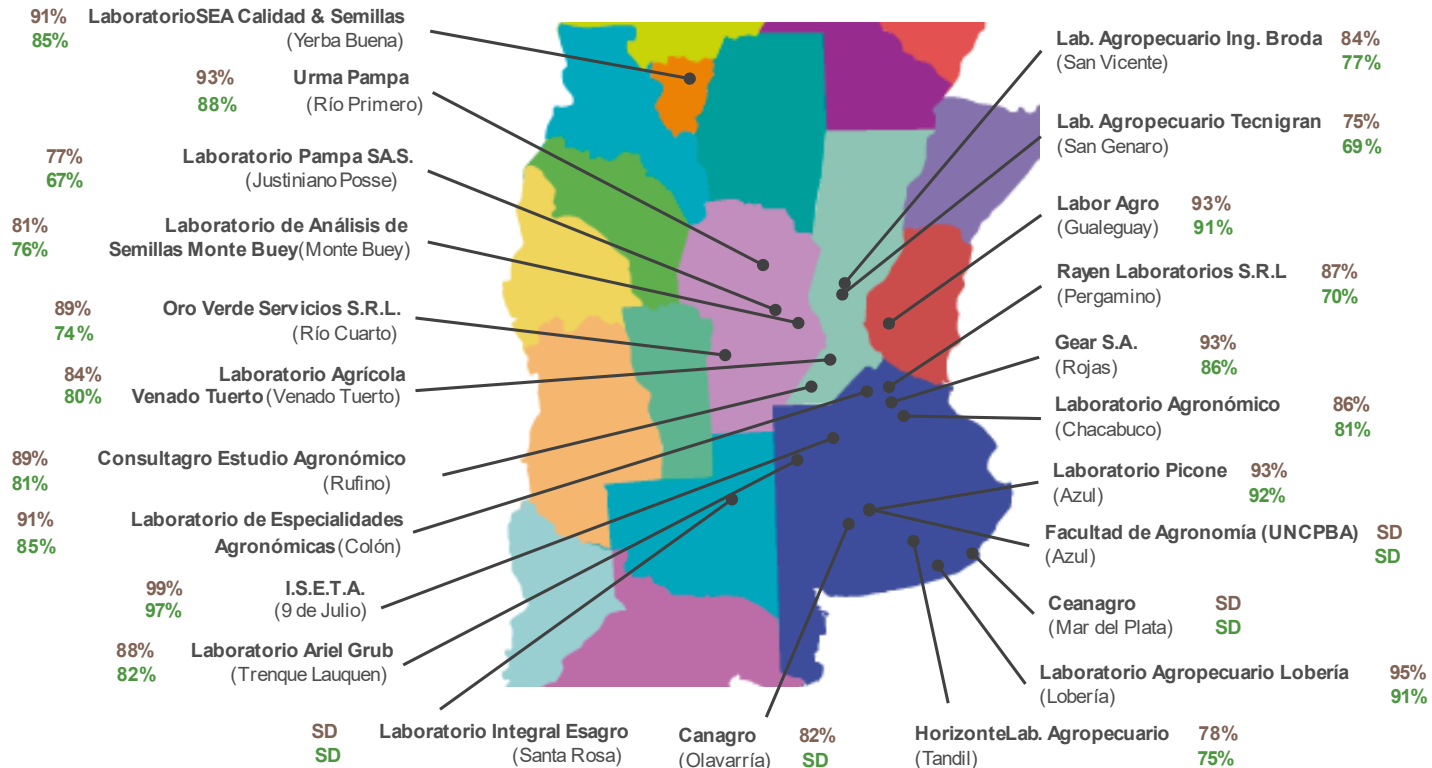 91% LaboratorioSEA Calidad & Semillas
85% (Yerba Buena)
93% Urma Pampa
88% (Río Primero)
77% Laboratorio Pampa SA.S.
67% (Justiniano Posse)
81% Laboratorio de Análisis de
76% Semillas Monte Buey (Monte Buey)
89% Oro Verde Servicios S.R.L.
74% (Río Cuarto)
84% Laboratorio Agrícola
80% Venado Tuerto (Venado Tuerto)
89% Consultagro Estudio Agronómico
81% (Rufino)
91% Laboratorio de Especialidades
85% Agronómicas (Colón)
99% I.S.E.T.A.
97% (9 de Julio)
88% Laboratorio Ariel Grub
82% (Trenque Lauquen)
SD Laboratorio Integral Esagro
SD (Santa Rosa)
Canagro 82%
(Olavarría) SD
HorizonteLab. Agropecuario 78%
(Tandil) 75%
Lab. Agropecuario Ing. Broda 84%
(San Vicente) 77%
Lab. Agropecuario Tecnigran 75%
(San Genaro) 69%
Labor Agro 93%
(Gualeguay) 91%
Rayen Laboratorios S.R.L 87%
(Pergamino) 70%
Gear S.A. 93%
(Rojas) 86%
Laboratorio Agronómico 86%
(Chacabuco) 81%
Laboratorio Picone 93%
(Azul) 92%
Facultad de Agronomía (UNCPBA) SD
(Azul) SD
Ceanagro SD
(Mar del Plata) SD
Laboratorio Agropecuario Lobería 95%
(Lobería) 91%